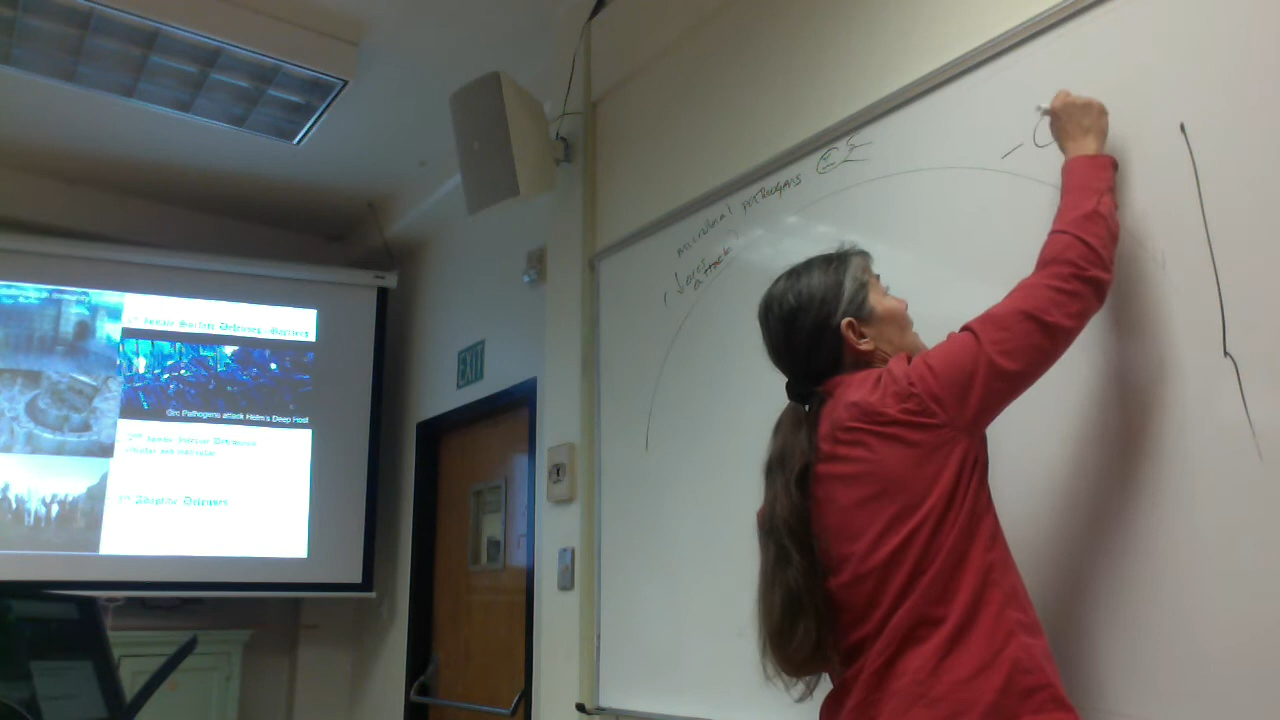 1st Innate Surface Defenses - Barriers
Orc Pathogens attack Helm's Deep Host
2nd Innate Interior Defenses
3rd Adaptive Defenses
EXIT
microbial pathogens
attack